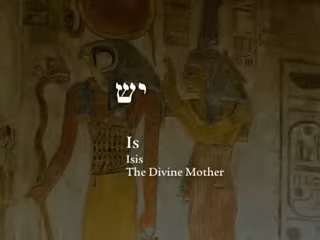 יש
Is
Isis
The Divine Mother